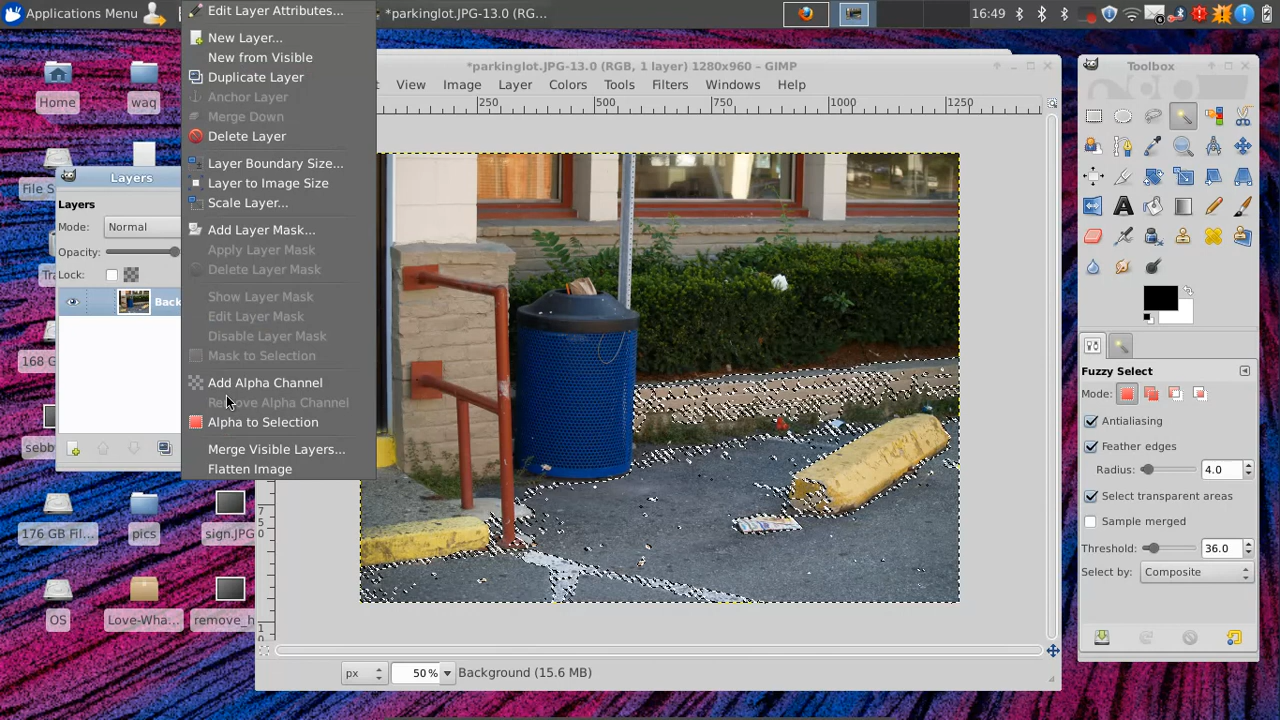 Applications Menu
*parkinglot.JPG-13.0 (RG...
16:49
Home
waq
File S
168 G
sebb
176 GB Fil...
pics
sign.JPG
OS
Love-Wha...
remove_h
Layers
Layers
Mode:
Normal
Opacity:
Lock:
Back
Edit Layer Attributes...
New Layer...
New from Visible
Duplicate Layer
Anchor Layer
Merge Down
Delete Layer
Layer Boundary Size...
Layer to Image Size
Scale Layer...
Add Layer Mask...
Apply Layer Mask
Delete Layer Mask
Show Layer Mask
Edit Layer Mask
Disable Layer Mask
Mask to Selection
Add Alpha Channel
Remove Alpha Channel
Alpha to Selection
Merge Visible Layers...
Flatten Image
*parkinglot.JPG-13.0 (RGB, 1 layer) 1280x960 – GIMP
View
Image
Layer
Colors
Tools
Filters
Windows
Help
250
500
750
1000
1250
px
50%
Background (15.6 MB)
Toolbox
Fuzzy Select
Mode:
Antialiasing
Feather edges
Radius:
4.0
Select transparent areas
Sample merged
Threshold:
36.0
Select by:
Composite